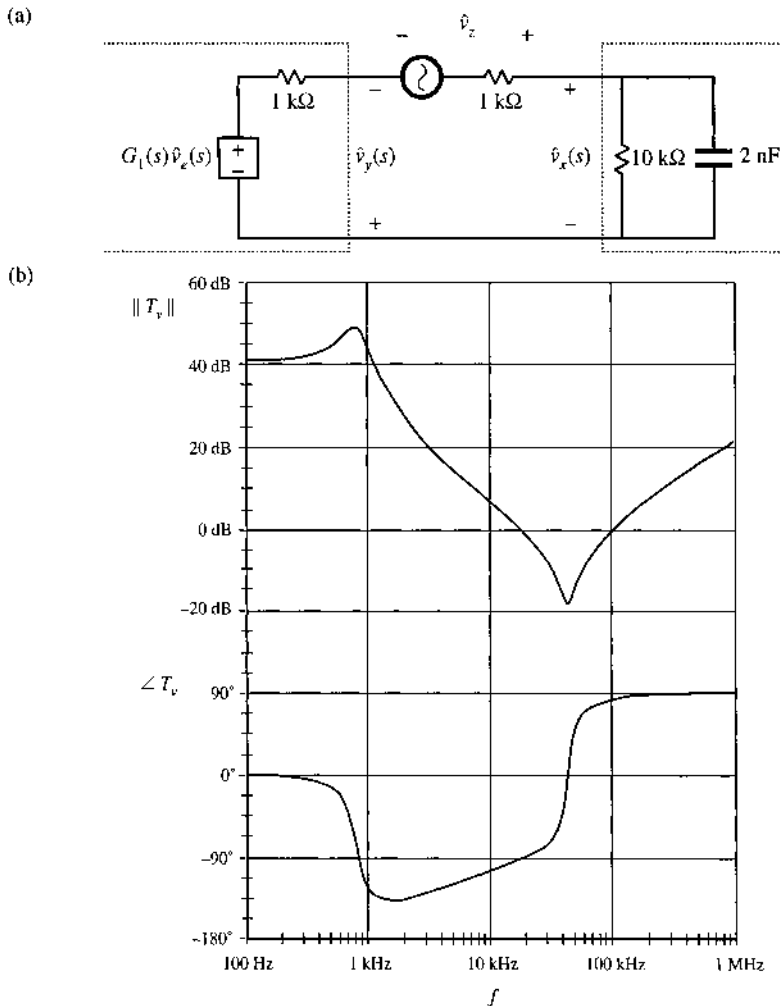 (a)
− v̂z +
1 kΩ − 1 kΩ +
G₁(s) v̂e(s) + − v̂y(s) v̂x(s) 10 kΩ 2 nF
+ −
(b)
60 dB
‖ Tv ‖
40 dB
20 dB
0 dB
−20 dB
∠ Tv 90°
0°
−90°
−180°
100 Hz 1 kHz 10 kHz 100 kHz 1 MHz
f